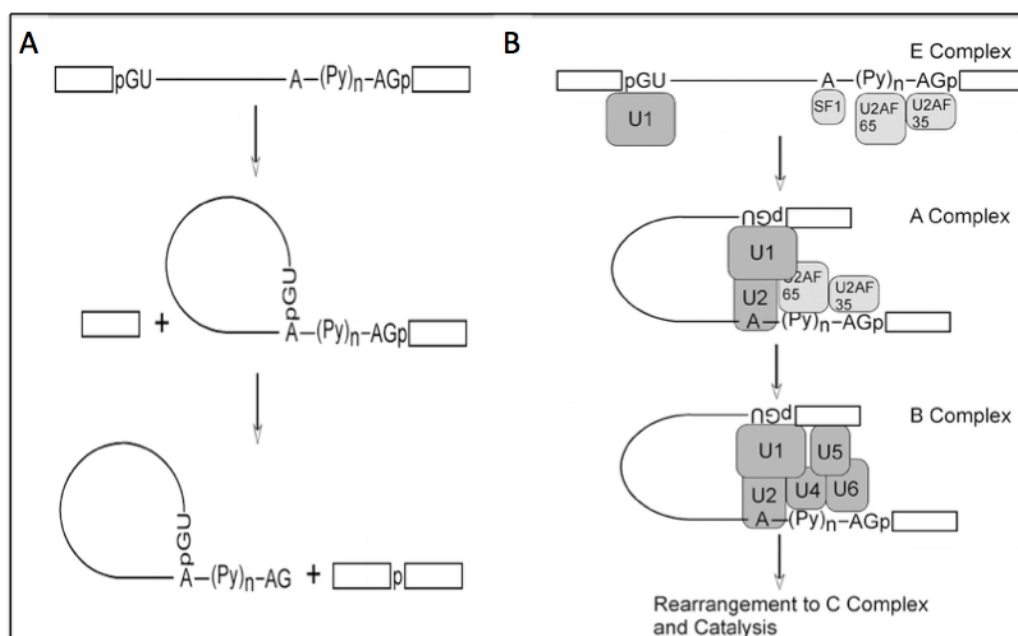 A
pGU A–(Py)n–AGp
pGU
+ A–(Py)n–AGp
pGU
A–(Py)n–AG + p
B
E Complex
pGU A–(Py)n–AGp
U1 SF1 U2AF 65 U2AF 35
A Complex
pGU
U1
U2 U2AF 65 U2AF 35
A–(Py)n–AGp
B Complex
pGU
U1 U5
U2 U4 U6
A–(Py)n–AGp
Rearrangement to C Complex
and Catalysis